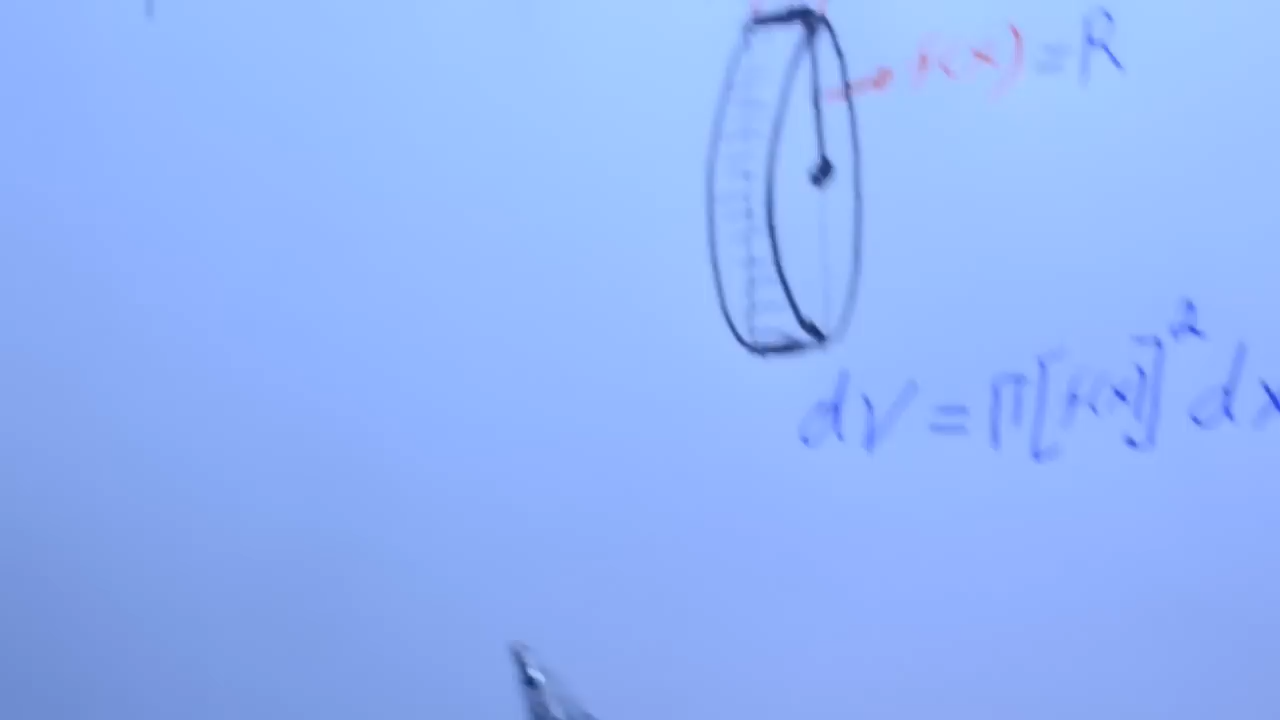 f(x) = R
dV = π[f(x)]² dx